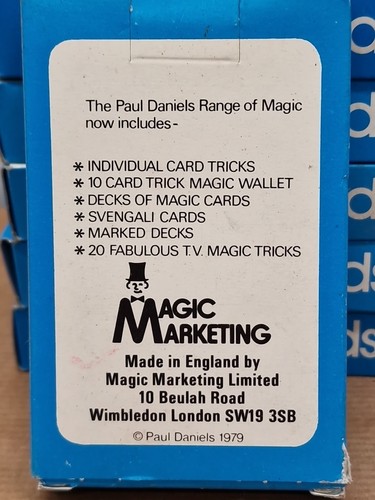 The Paul Daniels Range of Magic
now includes-
* INDIVIDUAL CARD TRICKS
* 10 CARD TRICK MAGIC WALLET
* DECKS OF MAGIC CARDS
* SVENGALI CARDS
* MARKED DECKS
* 20 FABULOUS T.V. MAGIC TRICKS
MAGIC
MARKETING
Made in England by
Magic Marketing Limited
10 Beulah Road
Wimbledon London SW19 3SB
© Paul Daniels 1979